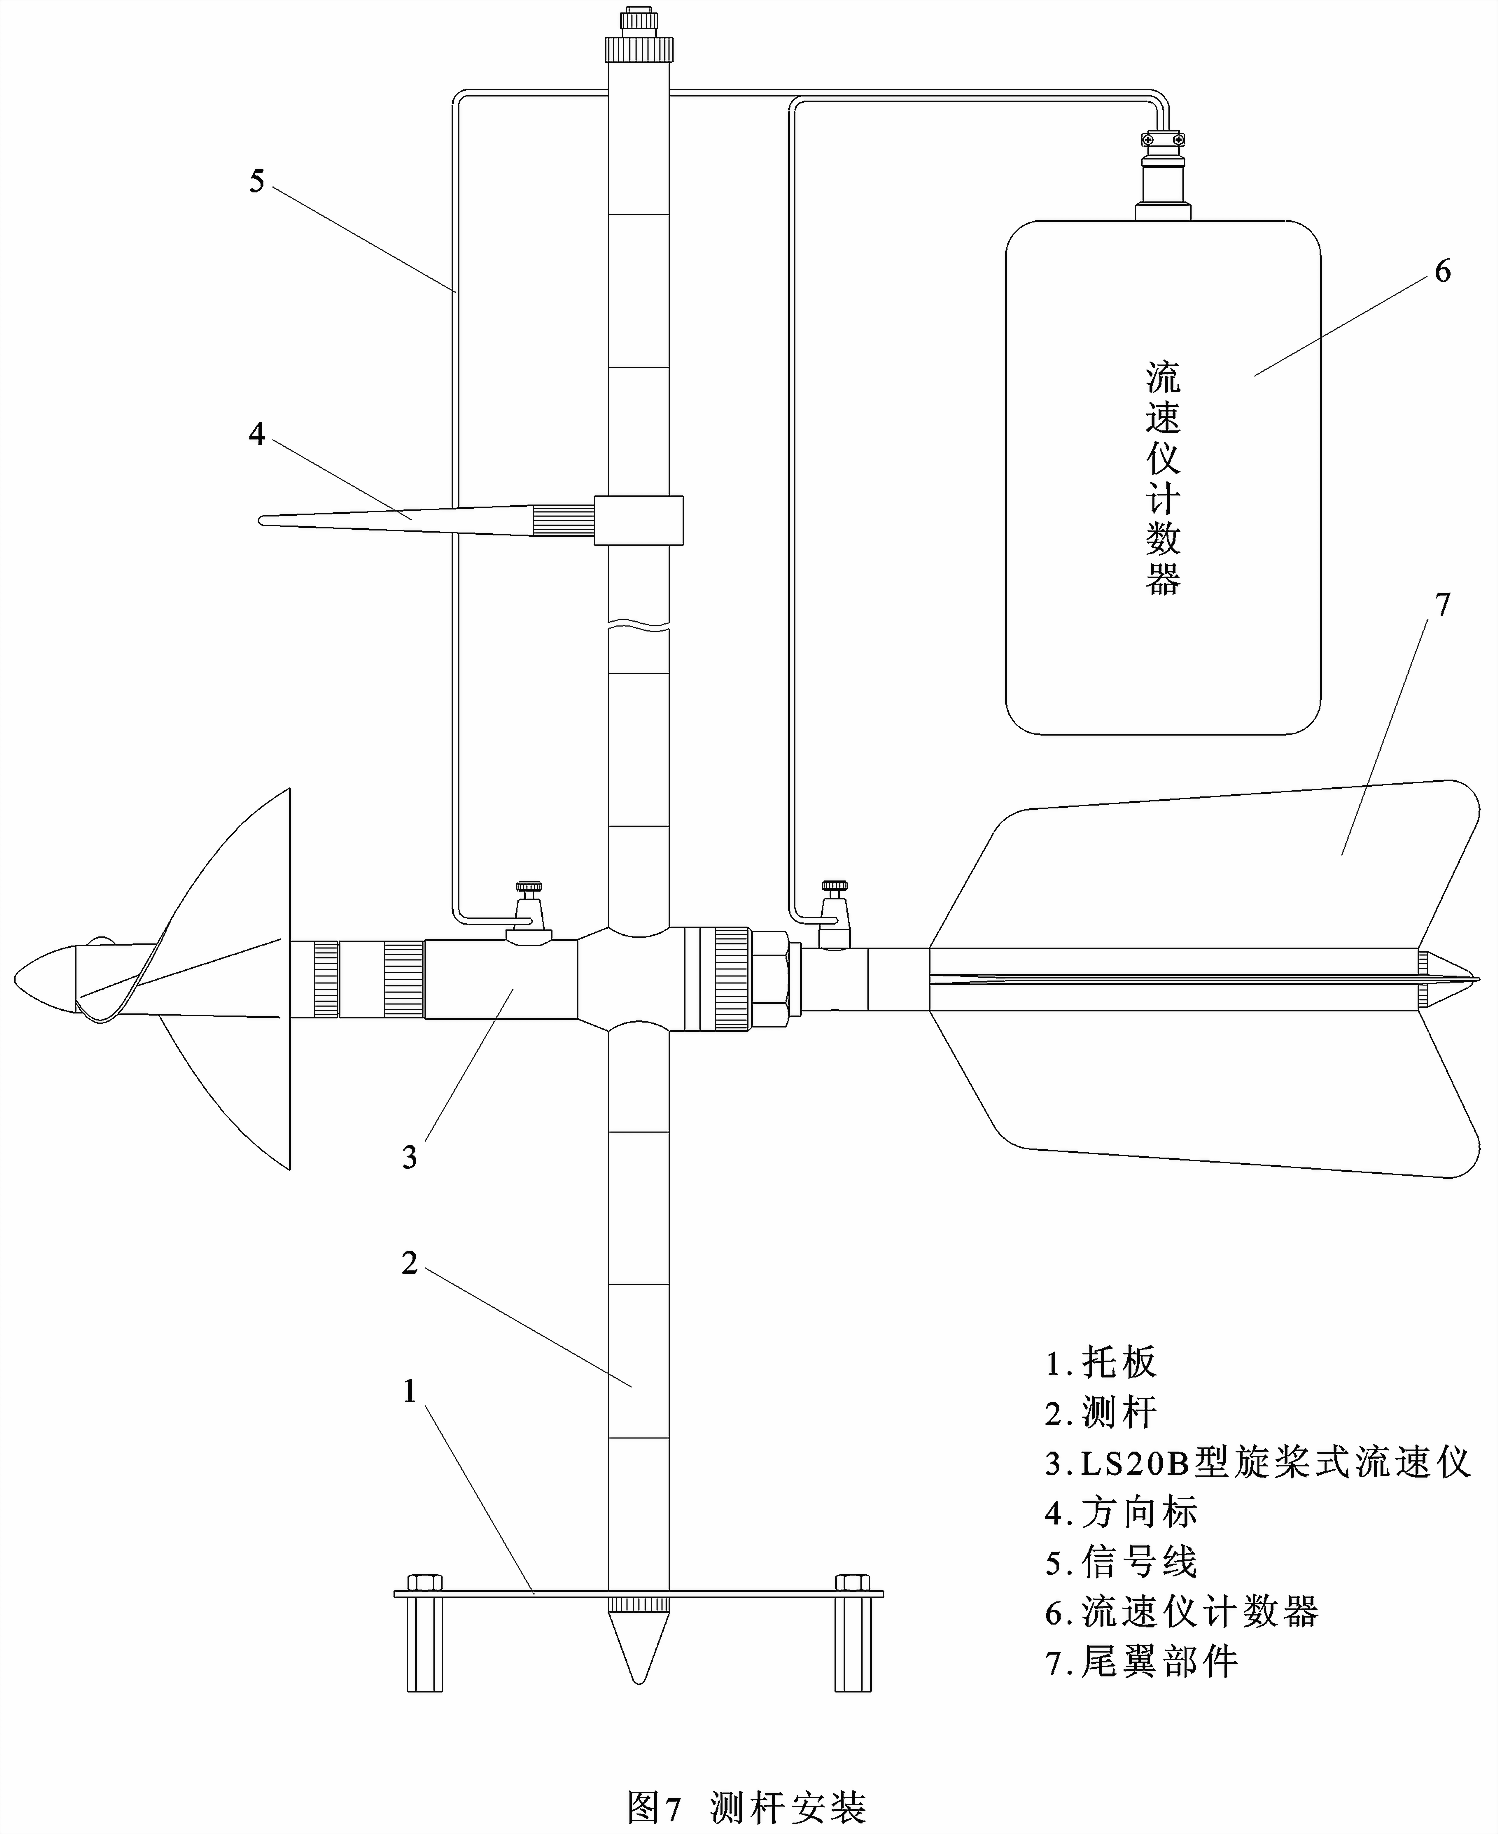 5
6
流速仪计数器
4
7
3
2
1
1.托板
2.测杆
3.LS20B型旋桨式流速仪
4.方向标
5.信号线
6.流速仪计数器
7.尾翼部件
图7 测杆安装